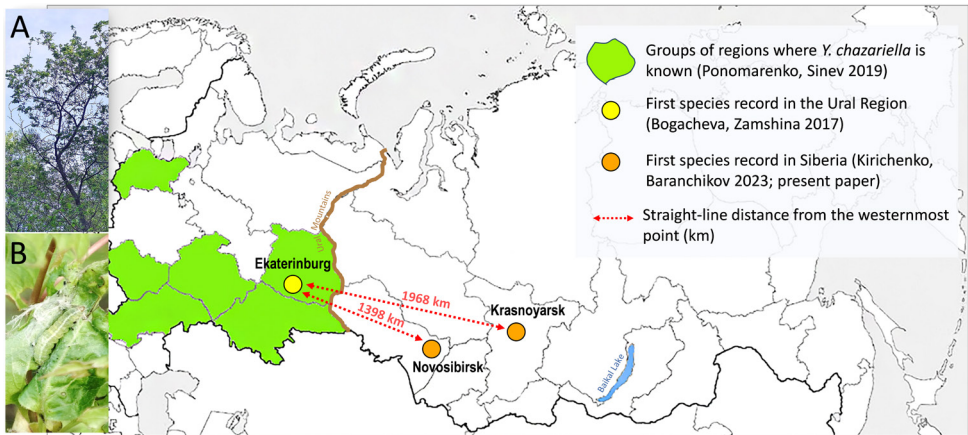 A
B
Groups of regions where Y. chazariella is
known (Ponomarenko, Sinev 2019)
First species record in the Ural Region
(Bogacheva, Zamshina 2017)
First species record in Siberia (Kirichenko,
Baranchikov 2023; present paper)
Straight-line distance from the westernmost
point (km)
Ural Mountains
Ekaterinburg
1968 km
1398 km
Krasnoyarsk
Novosibirsk
Baikal Lake